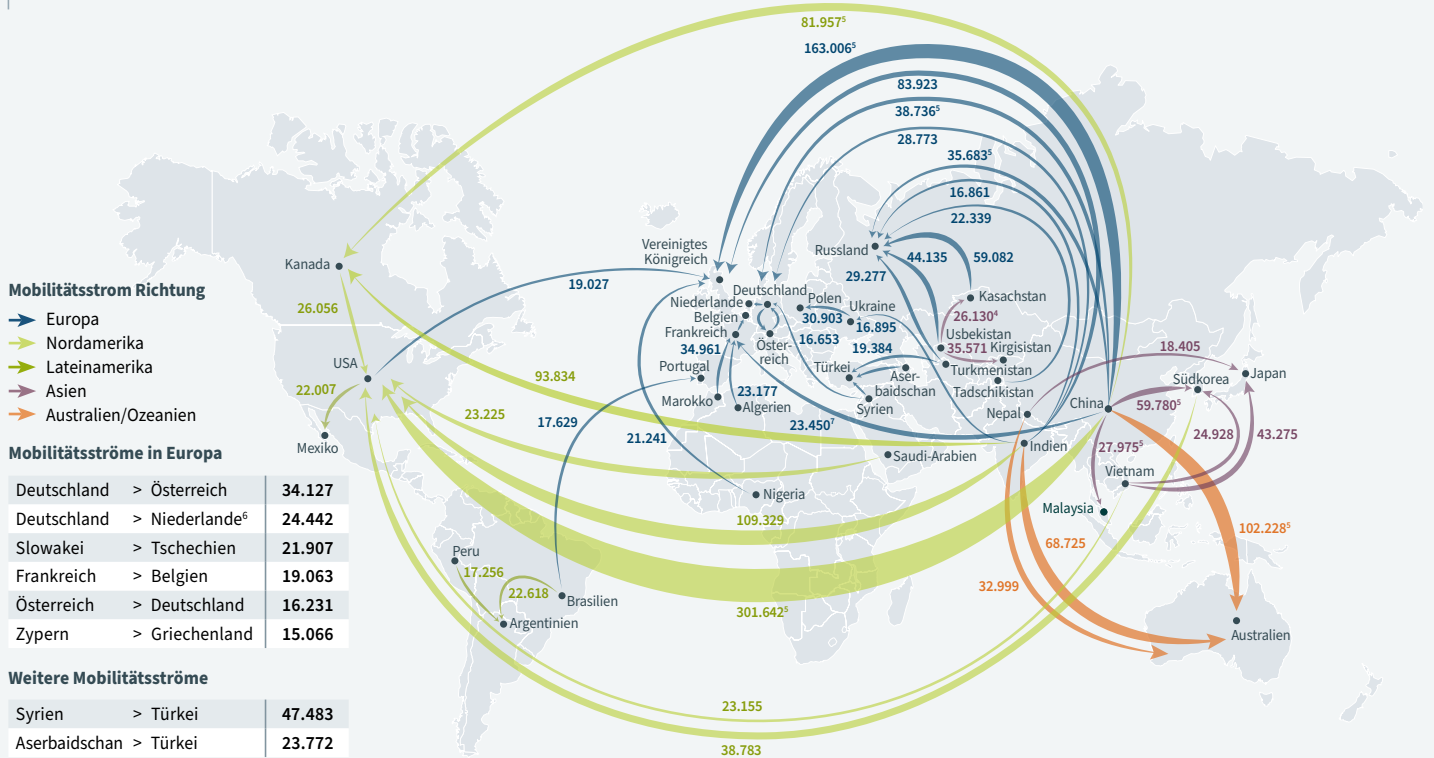 81.957⁵
163.006⁵
83.923
38.736⁵
28.773
35.683⁵
16.861
22.339
Vereinigtes
Königreich
Russland
44.135
59.082
Kanada
19.027
29.277
Mobilitätsstrom Richtung
Europa
Nordamerika
Lateinamerika
Asien
Australien/Ozeanien
26.056
USA
22.007
Mexiko
Deutschland
Niederlande
Belgien
Frankreich
34.961
Portugal
Marokko
23.177
Algerien
Polen
30.903
Ukraine
16.895
16.653
Öster-
reich
19.384
Türkei
Aser-
baidschan
Syrien
23.450⁷
Kasachstan
26.130⁴
Usbekistan
35.571
Kirgisistan
Turkmenistan
Tadschikistan
Nepal
China
Indien
18.405
Japan
Südkorea
59.780⁵
24.928
43.275
27.975⁵
Vietnam
Malaysia
93.834
23.225
17.629
21.241
Saudi-Arabien
Nigeria
109.329
301.642⁵
Peru
17.256
22.618
Brasilien
Argentinien
68.725
32.999
102.228⁵
Australien
23.155
38.783
Mobilitätsströme in Europa
Deutschland > Österreich 34.127
Deutschland > Niederlande⁶ 24.442
Slowakei > Tschechien 21.907
Frankreich > Belgien 19.063
Österreich > Deutschland 16.231
Zypern > Griechenland 15.066
Weitere Mobilitätsströme
Syrien > Türkei 47.483
Aserbaidschan > Türkei 23.772